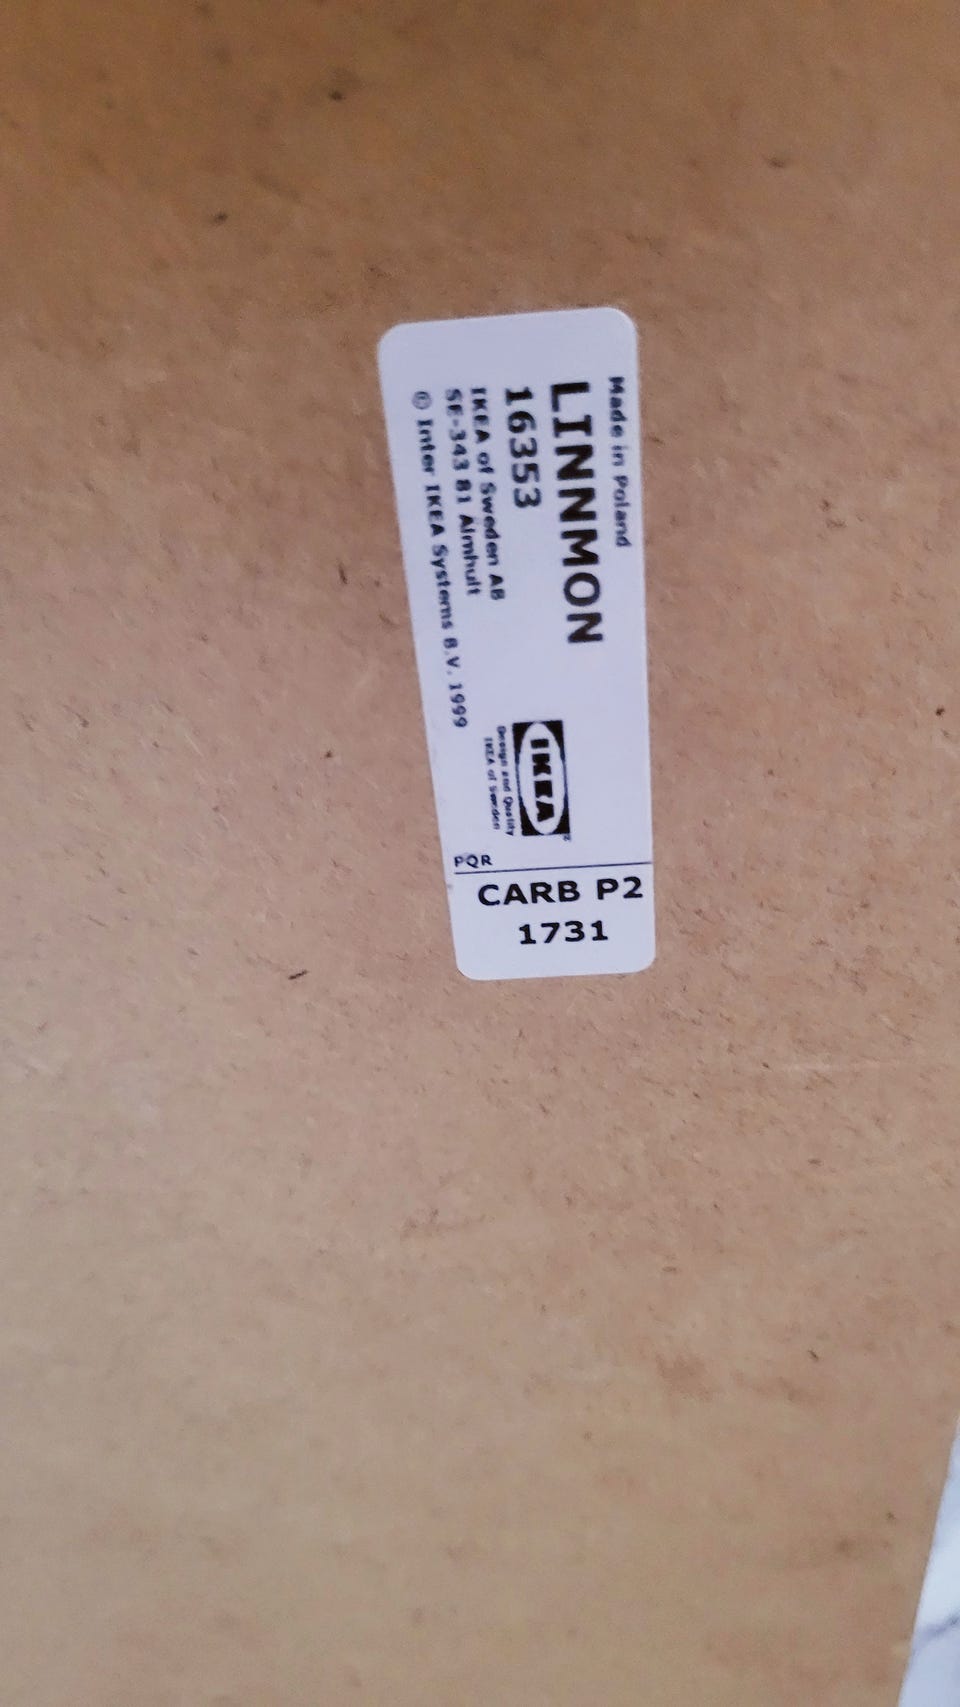 Made in Poland
LINNMON
16353
IKEA of Sweden AB
SE-343 81 Älmhult
© Inter IKEA Systems B.V. 1999
IKEA®
Design and Quality
IKEA of Sweden
PQR
CARB P2
1731